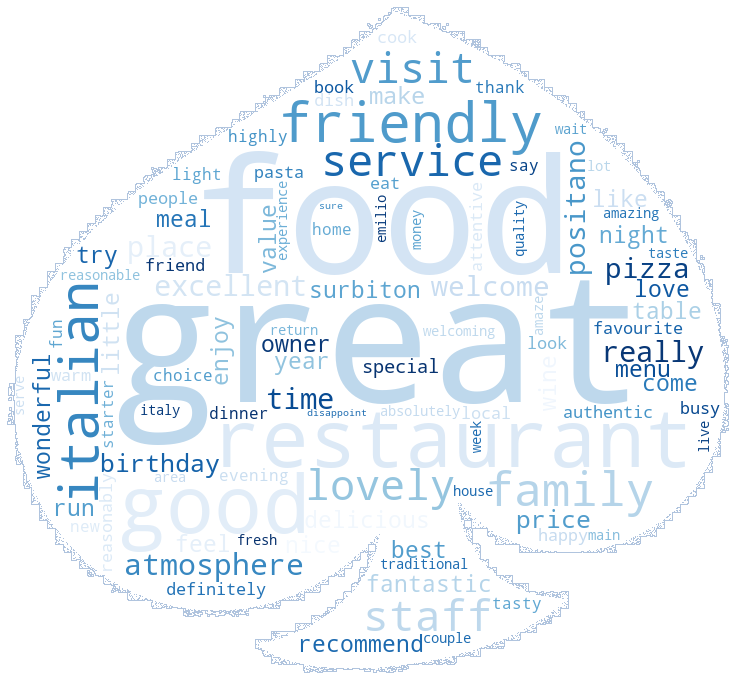 cook
visit
book
thank
dish
make
friendly
highly
wait
service
say
lot
light
pasta
eat
positano
people
experience
food
attentive
like
sure
emilio
money
quality
amazing
meal
value
home
night
place
try
friend
taste
reasonable
pizza
excellent
surbiton
welcome
love
great
little
italian
table
fun
enjoy
return
welcoming
amaze
favourite
owner
look
really
year
special
wonderful
warm
choice
menu
serve
wine
come
starter
time
italy
dinner
disappoint
absolutely
local
authentic
busy
restaurant
week
live
birthday
area
evening
lovely
house
family
run
reasonably
good
delicious
price
new
feel
fresh
nice
best
happy
main
atmosphere
traditional
definitely
fantastic
staff
tasty
recommend
couple